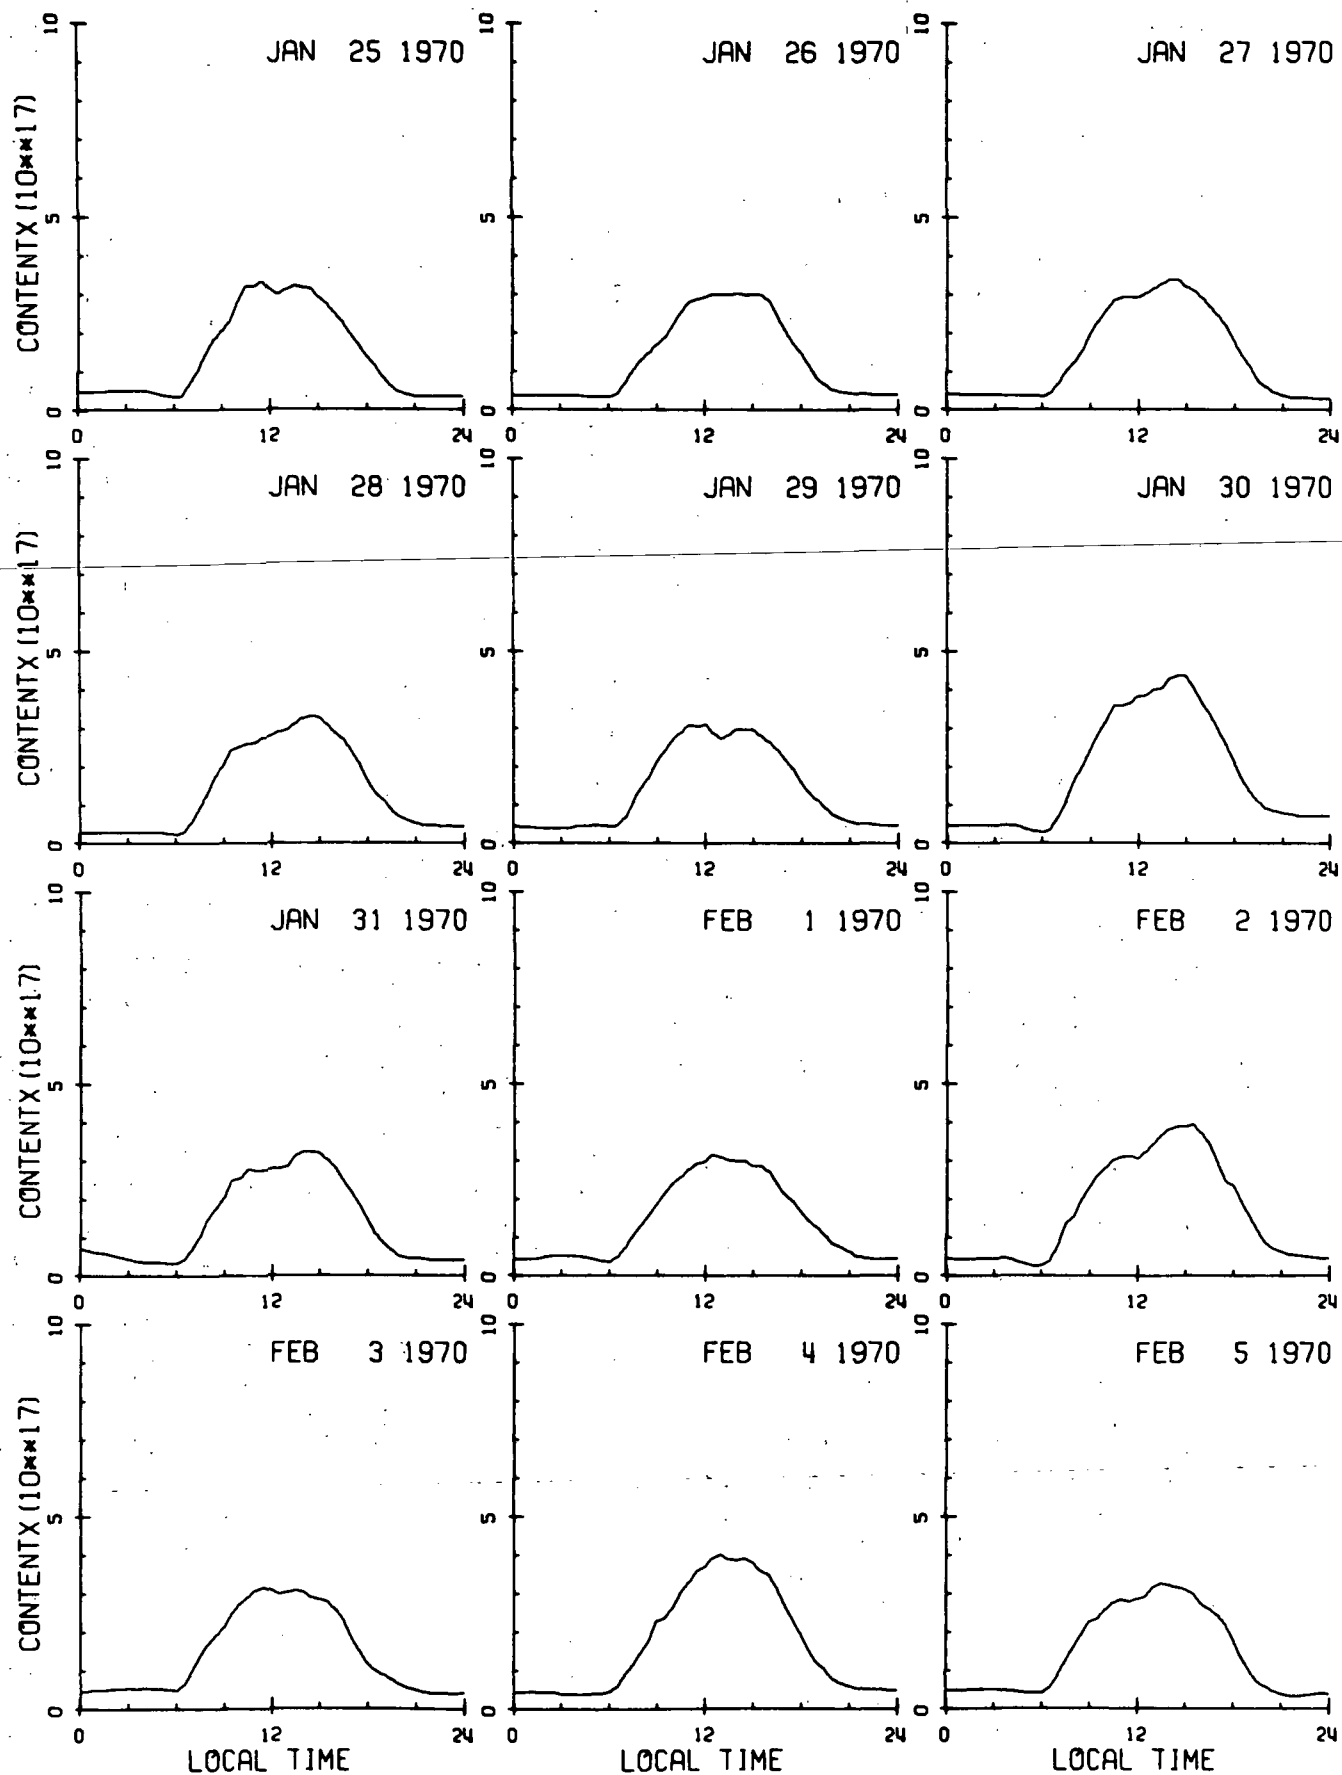 10 JAN 25 1970 10 JAN 26 1970 10 JAN 27 1970
CONTENTX (10**17)
5 5 5
0 0 0
0 12 24 0 12 24 0 12 24
10 JAN 28 1970 10 JAN 29 1970 10 JAN 30 1970
CONTENTX (10**17)
5 5 5
0 0 0
0 12 24 0 12 24 0 12 24
10 JAN 31 1970 10 FEB 1 1970 10 FEB 2 1970
CONTENTX (10**17)
5 5 5
0 0 0
0 12 24 0 12 24 0 12 24
10 FEB 3 1970 10 FEB 4 1970 10 FEB 5 1970
CONTENTX (10**17)
5 5 5
0 0 0
0 12 24 0 12 24 0 12 24
LOCAL TIME LOCAL TIME LOCAL TIME